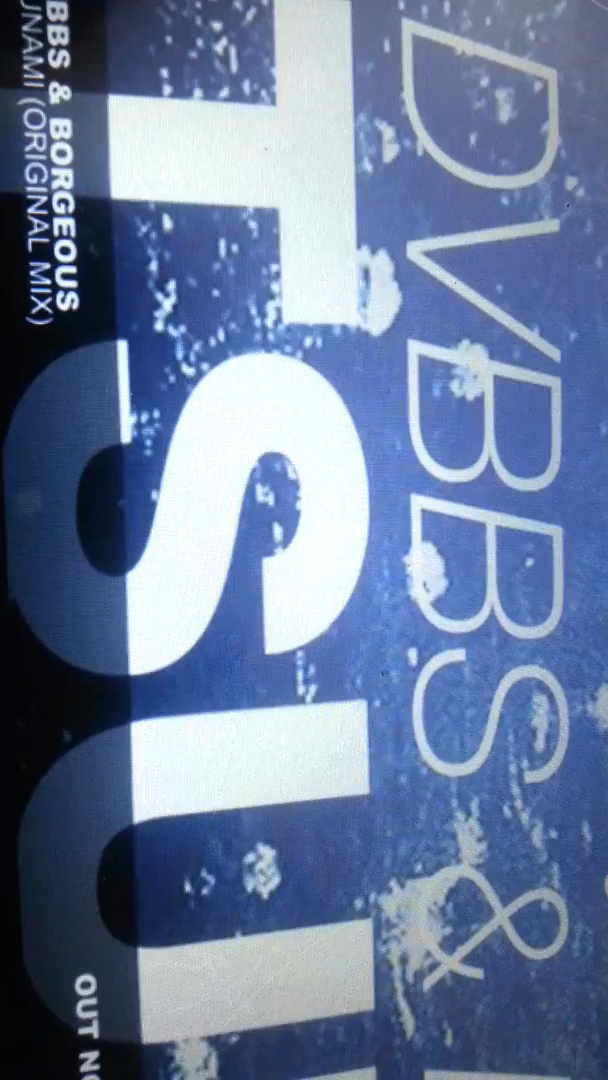 DVBBS &
TSU
BBS & BORGEOUS
UNAMI (ORIGINAL MIX)
OUT NO